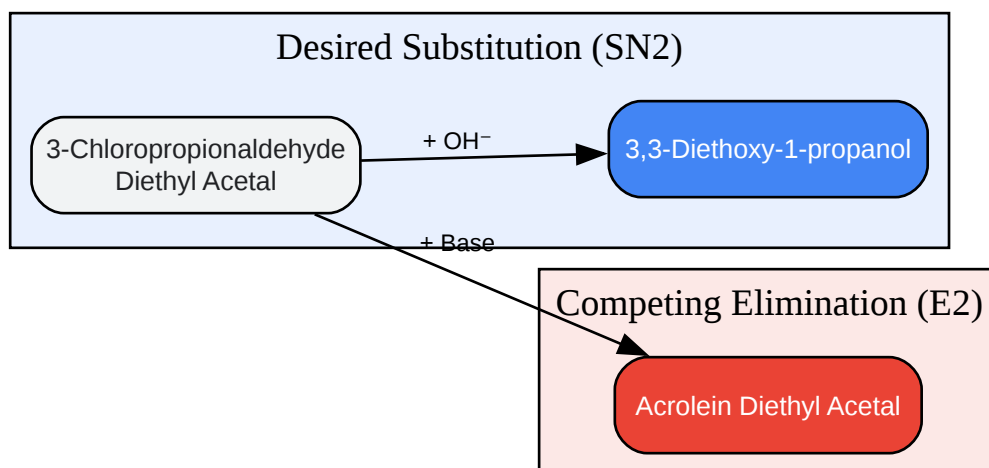 Desired Substitution (SN2)
3-Chloropropionaldehyde
Diethyl Acetal
+ OH⁻
3,3-Diethoxy-1-propanol
+ Base
Competing Elimination (E2)
Acrolein Diethyl Acetal